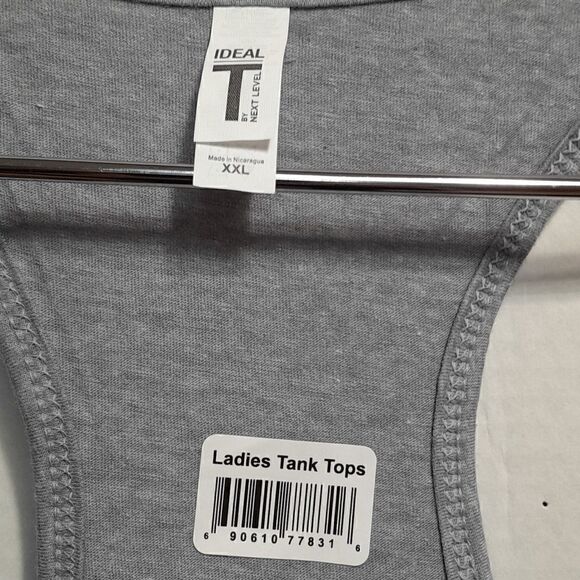 IDEAL
T
BY
NEXT LEVEL
Made in Nicaragua
XXL
Ladies Tank Tops
6 90610 77831 6